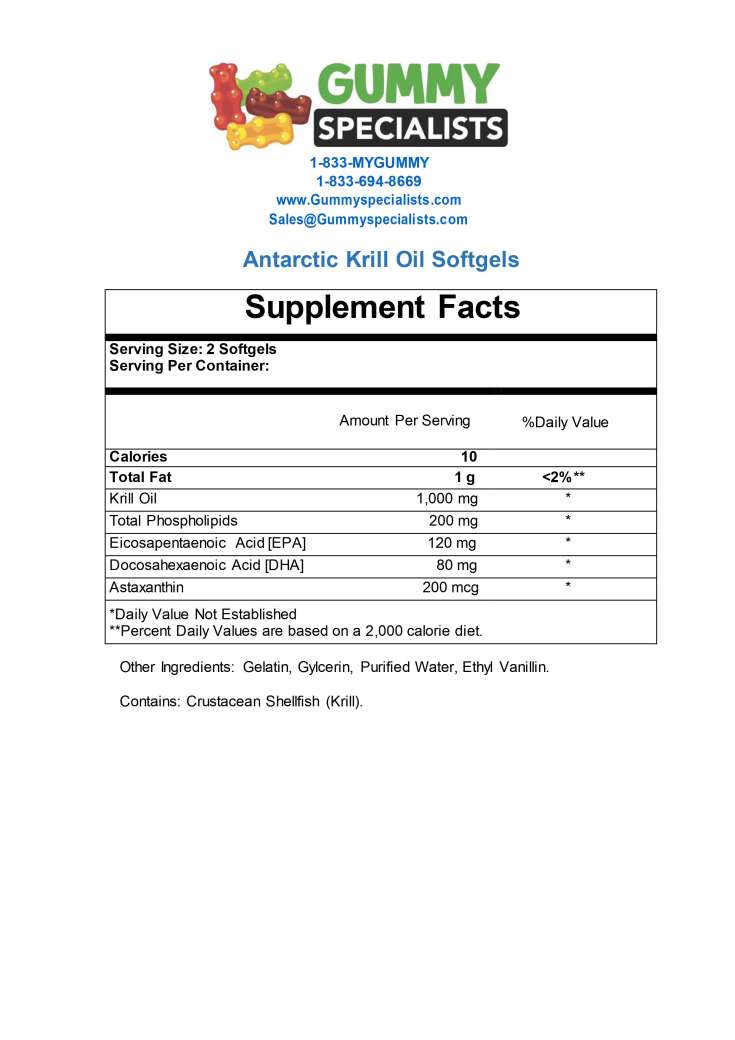 GUMMY
SPECIALISTS
1-833-MYGUMMY
1-833-694-8669
www.Gummyspecialists.com
Sales@Gummyspecialists.com
Antarctic Krill Oil Softgels
Supplement Facts
Serving Size: 2 Softgels
Serving Per Container:
Amount Per Serving %Daily Value
Calories 10
Total Fat 1 g <2%**
Krill Oil 1,000 mg *
Total Phospholipids 200 mg *
Eicosapentaenoic Acid [EPA] 120 mg *
Docosahexaenoic Acid [DHA] 80 mg *
Astaxanthin 200 mcg *
*Daily Value Not Established
**Percent Daily Values are based on a 2,000 calorie diet.
Other Ingredients: Gelatin, Gylcerin, Purified Water, Ethyl Vanillin.
Contains: Crustacean Shellfish (Krill).